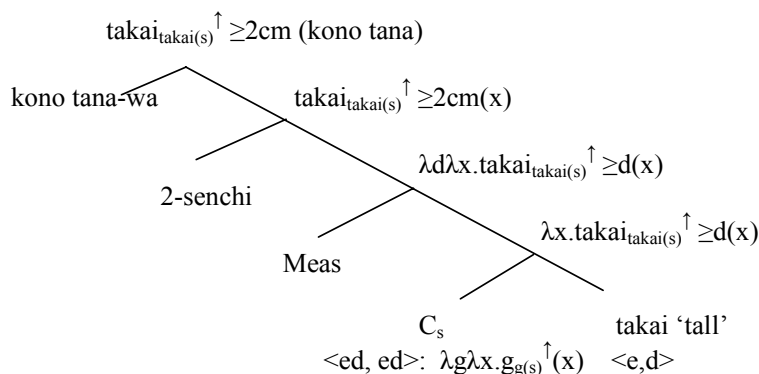 takai_takai(s)^↑ ≥2cm (kono tana)
kono tana-wa takai_takai(s)^↑ ≥2cm(x)
2-senchi λdλx.takai_takai(s)^↑ ≥d(x)
Meas λx.takai_takai(s)^↑ ≥d(x)
C_s takai ‘tall’
<ed, ed>: λgλx.g_g(s)^↑(x) <e,d>